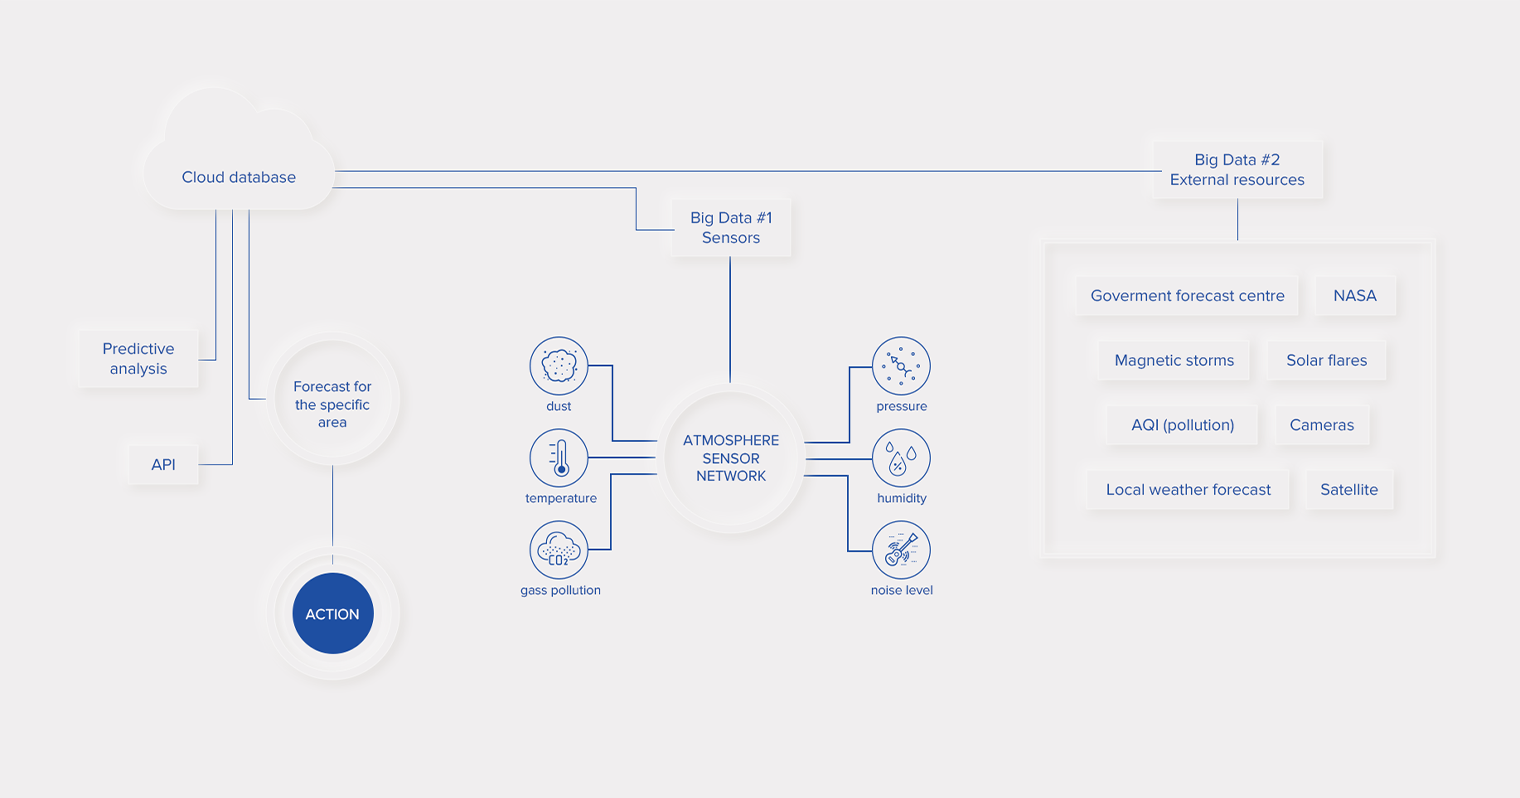 Cloud database
Big Data #2
External resources
Big Data #1
Sensors
Goverment forecast centre
NASA
Predictive
analysis
Magnetic storms
Solar flares
Forecast for
the specific
area
dust
pressure
AQI (pollution)
Cameras
ATMOSPHERE
SENSOR
NETWORK
API
%
temperature
humidity
Local weather forecast
Satellite
CO₂
gass pollution
noise level
ACTION